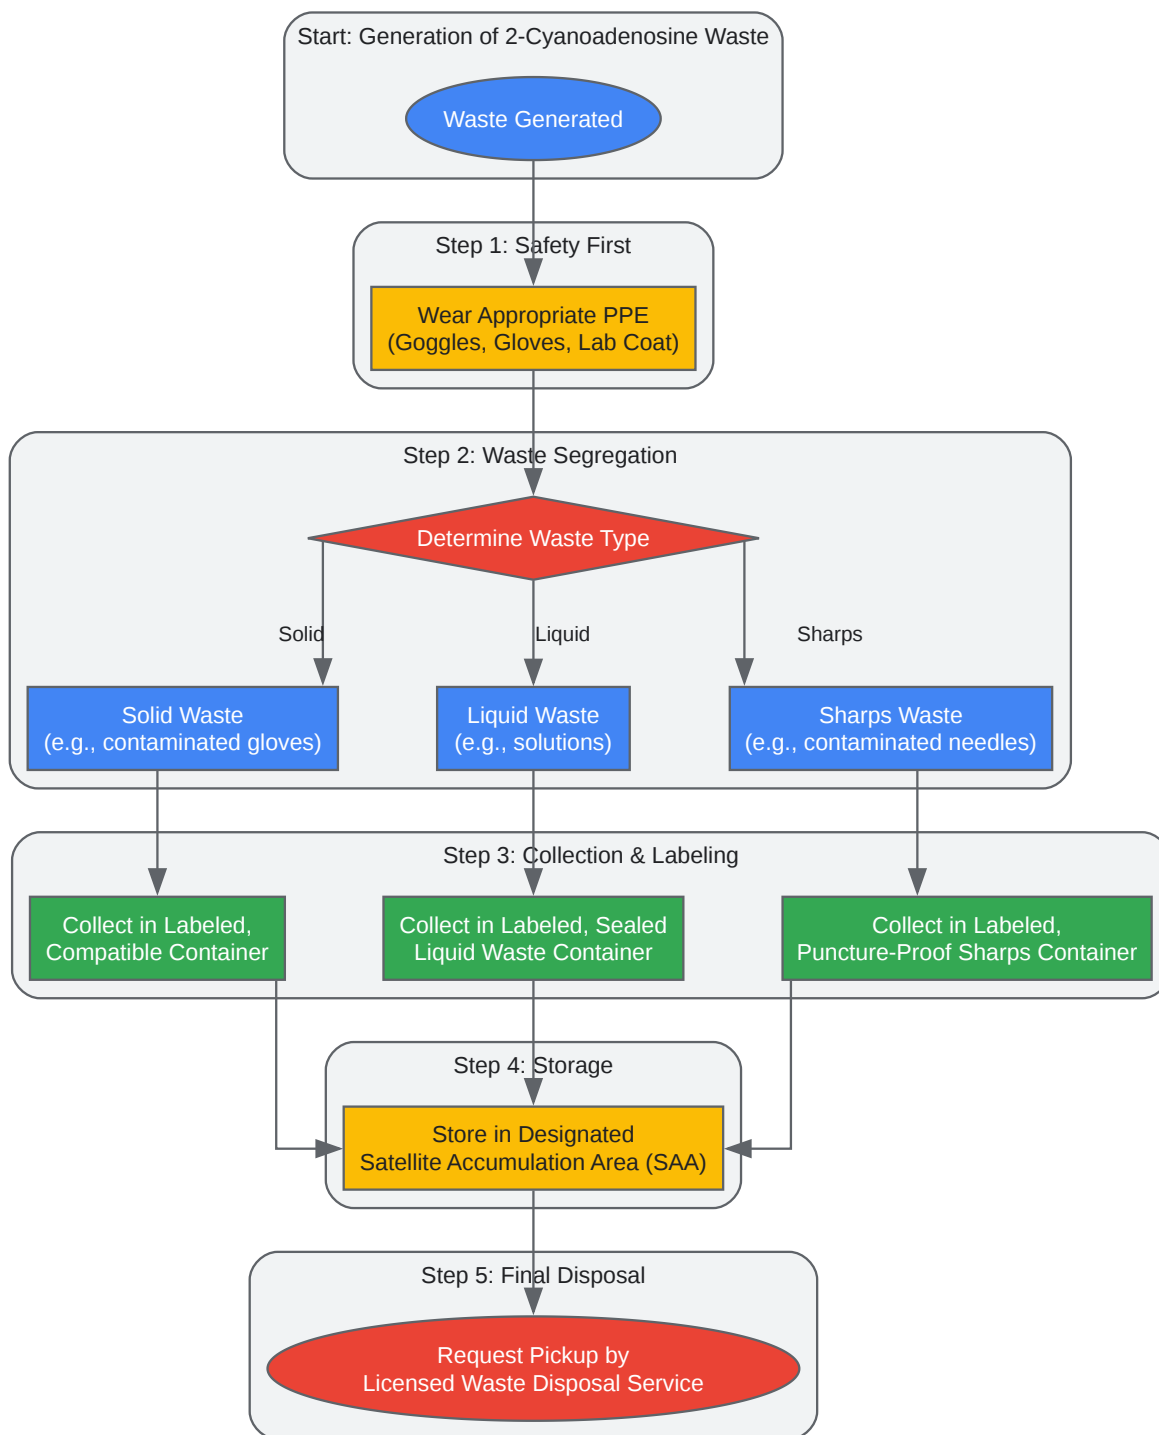 Start: Generation of 2-Cyanoadenosine Waste
Waste Generated
Step 1: Safety First
Wear Appropriate PPE
(Goggles, Gloves, Lab Coat)
Step 2: Waste Segregation
Determine Waste Type
Solid
Liquid
Sharps
Solid Waste
(e.g., contaminated gloves)
Liquid Waste
(e.g., solutions)
Sharps Waste
(e.g., contaminated needles)
Step 3: Collection & Labeling
Collect in Labeled,
Compatible Container
Collect in Labeled, Sealed
Liquid Waste Container
Collect in Labeled,
Puncture-Proof Sharps Container
Step 4: Storage
Store in Designated
Satellite Accumulation Area (SAA)
Step 5: Final Disposal
Request Pickup by
Licensed Waste Disposal Service